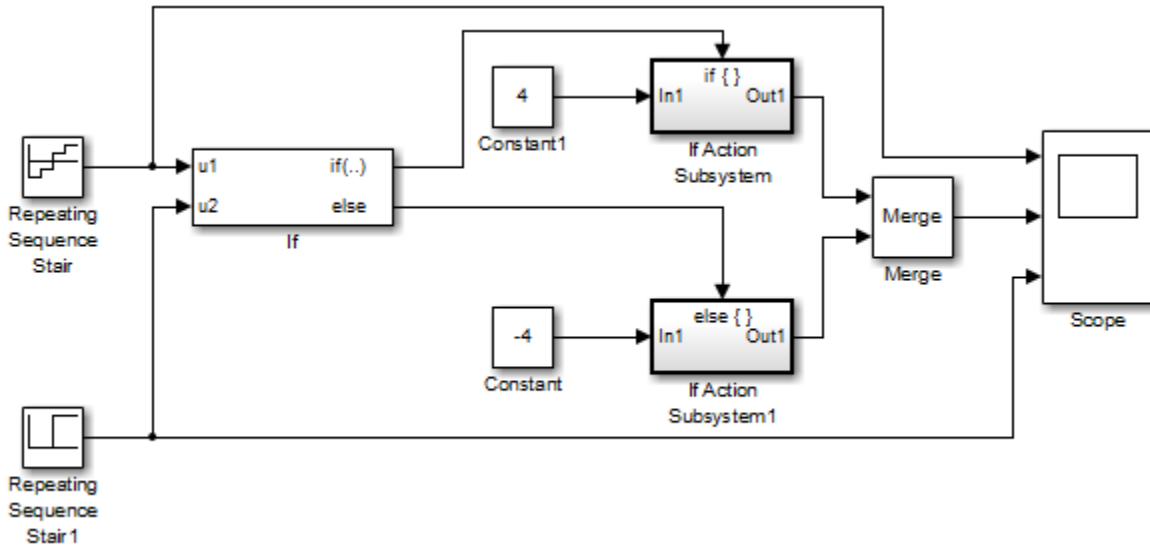 if { }
In1 Out1
4
Constant1
If Action
Subsystem
u1 if(..)
u2 else
If
Repeating
Sequence
Stair
Merge
Merge
Scope
else { }
In1 Out1
-4
Constant
If Action
Subsystem1
Repeating
Sequence
Stair1